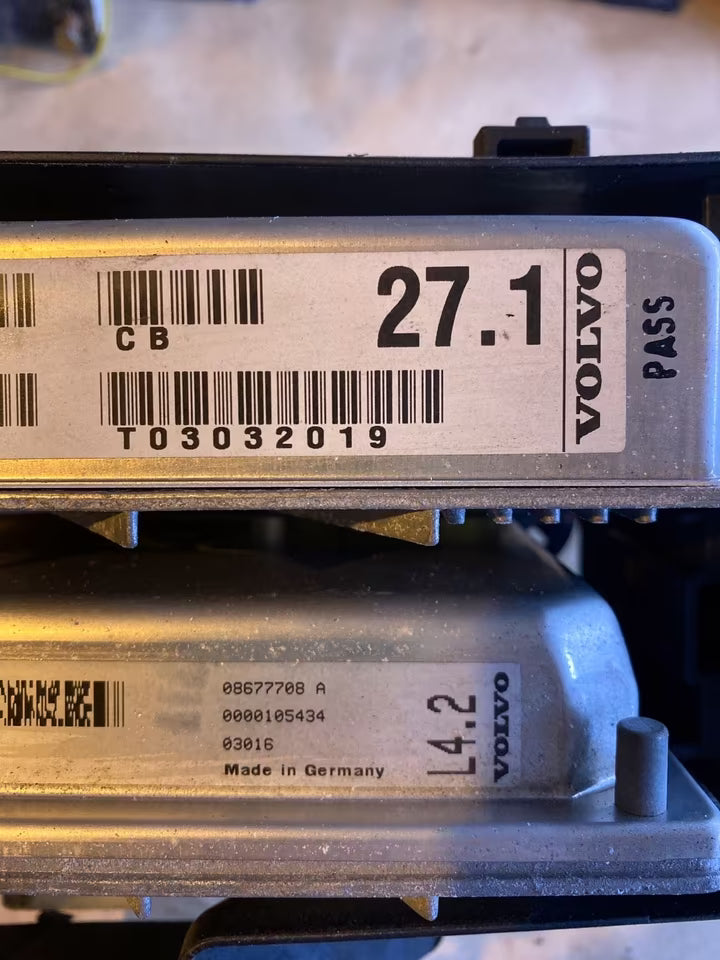 CB
27.1
T03032019
VOLVO
PASS
08677708 A
0000105434
03016
Made in Germany
L4.2
VOLVO